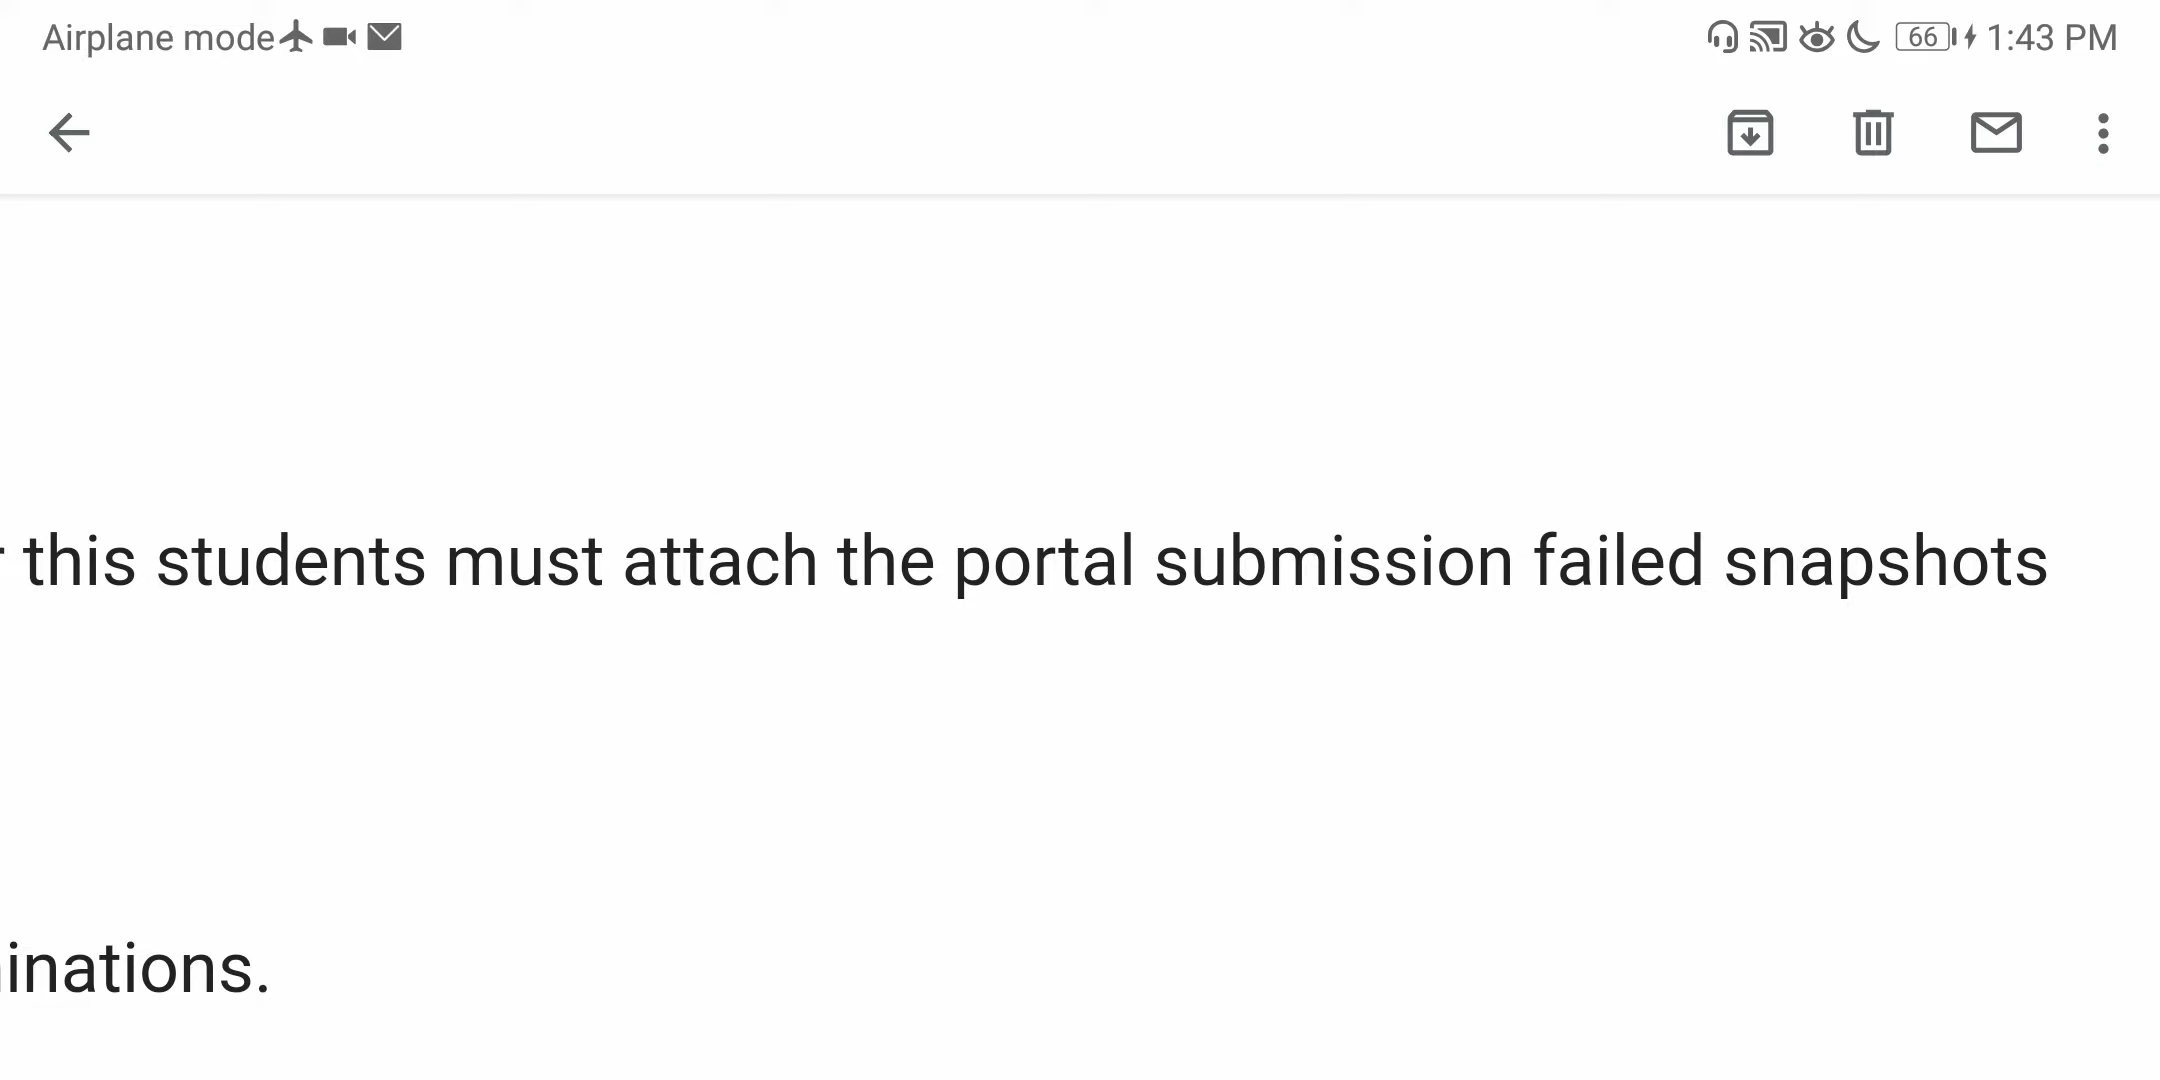 Airplane mode 66 1:43 PM
this students must attach the portal submission failed snapshots
inations.